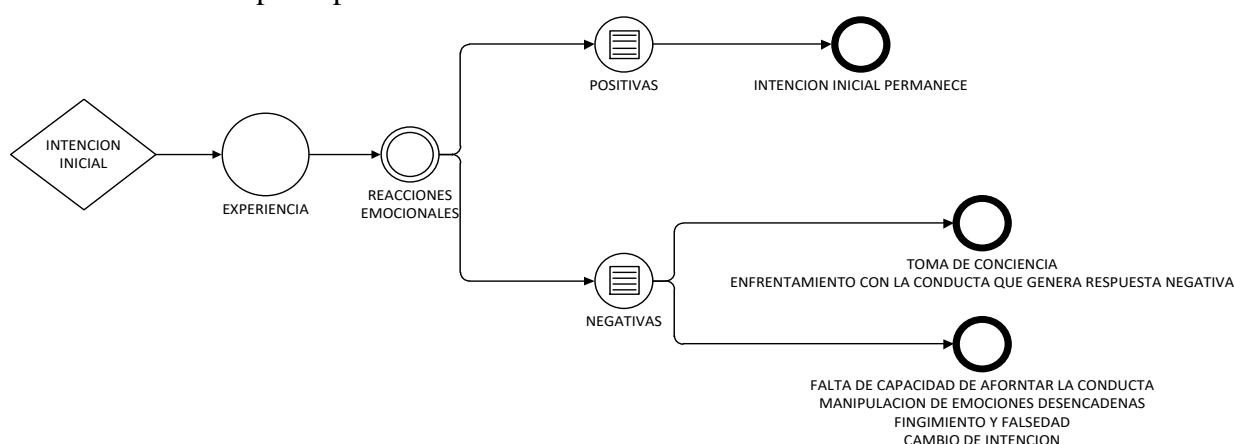 INTENCION
INICIAL
EXPERIENCIA
REACCIONES
EMOCIONALES
POSITIVAS
INTENCION INICIAL PERMANECE
NEGATIVAS
TOMA DE CONCIENCIA
ENFRENTAMIENTO CON LA CONDUCTA QUE GENERA RESPUESTA NEGATIVA
FALTA DE CAPACIDAD DE AFORNTAR LA CONDUCTA
MANIPULACION DE EMOCIONES DESENCADENAS
FINGIMIENTO Y FALSEDAD
CAMBIO DE INTENCION